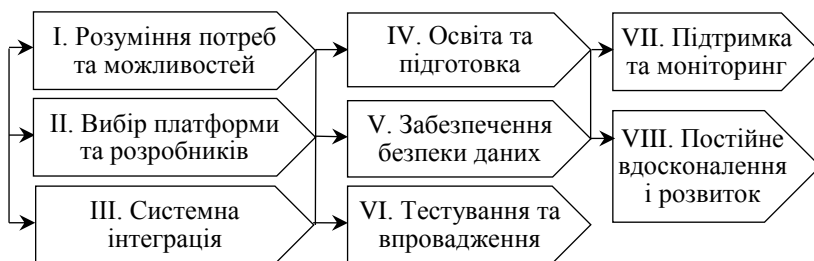 I. Розуміння потреб
та можливостей
II. Вибір платформи
та розробників
III. Системна
інтеграція
IV. Освіта та
підготовка
V. Забезпечення
безпеки даних
VI. Тестування та
впровадження
VII. Підтримка
та моніторинг
VIII. Постійне
вдосконалення
і розвиток